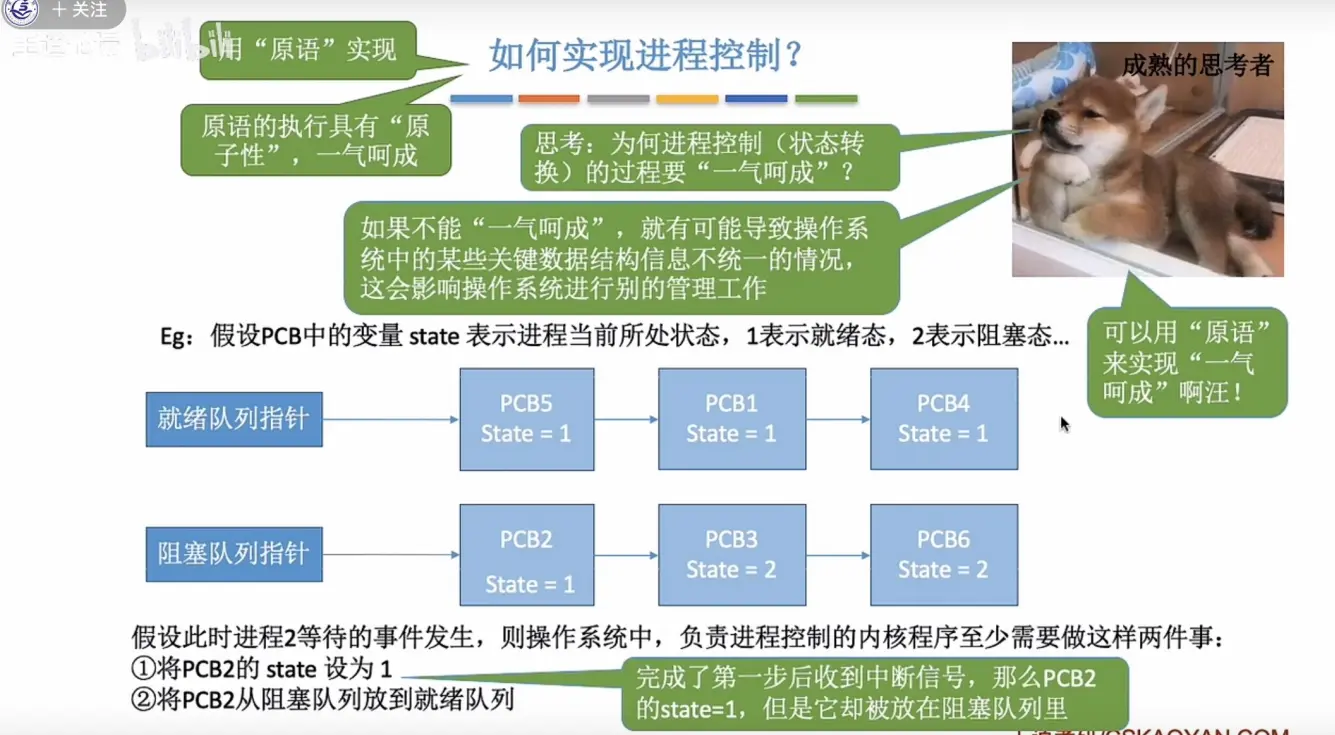 + 关注
bilibili
用“原语”实现
如何实现进程控制？
成熟的思考者
原语的执行具有“原
子性”，一气呵成
思考：为何进程控制（状态转
换）的过程要“一气呵成”？
如果不能“一气呵成”，就有可能导致操作系
统中的某些关键数据结构信息不统一的情况，
这会影响操作系统进行别的管理工作
可以用“原语”
来实现“一气
呵成”啊汪！
Eg：假设PCB中的变量 state 表示进程当前所处状态，1表示就绪态，2表示阻塞态...
就绪队列指针
PCB5
State = 1
PCB1
State = 1
PCB4
State = 1
阻塞队列指针
PCB2
State = 1
PCB3
State = 2
PCB6
State = 2
假设此时进程2等待的事件发生，则操作系统中，负责进程控制的内核程序至少需要做这样两件事：
①将PCB2的 state 设为 1
②将PCB2从阻塞队列放到就绪队列
完成了第一步后收到中断信号，那么PCB2
的state=1，但是它却被放在阻塞队列里